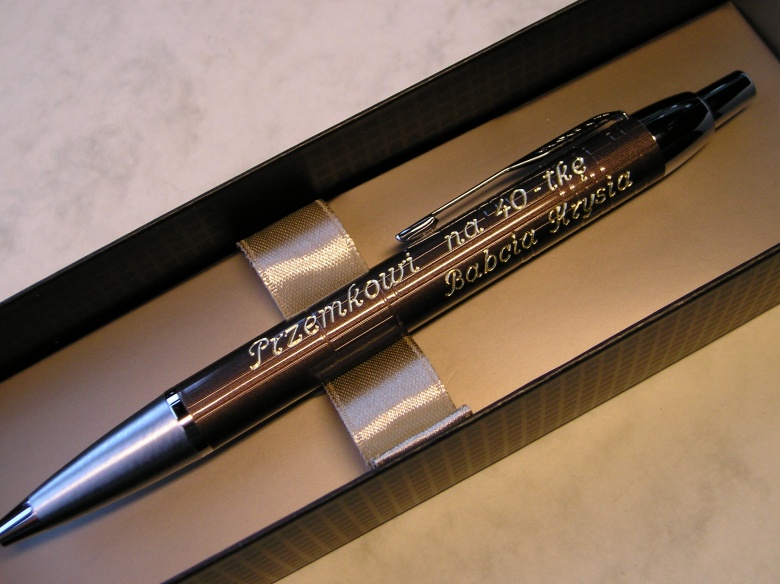 Przemkowi na 40-tkę
Babcia Krysia